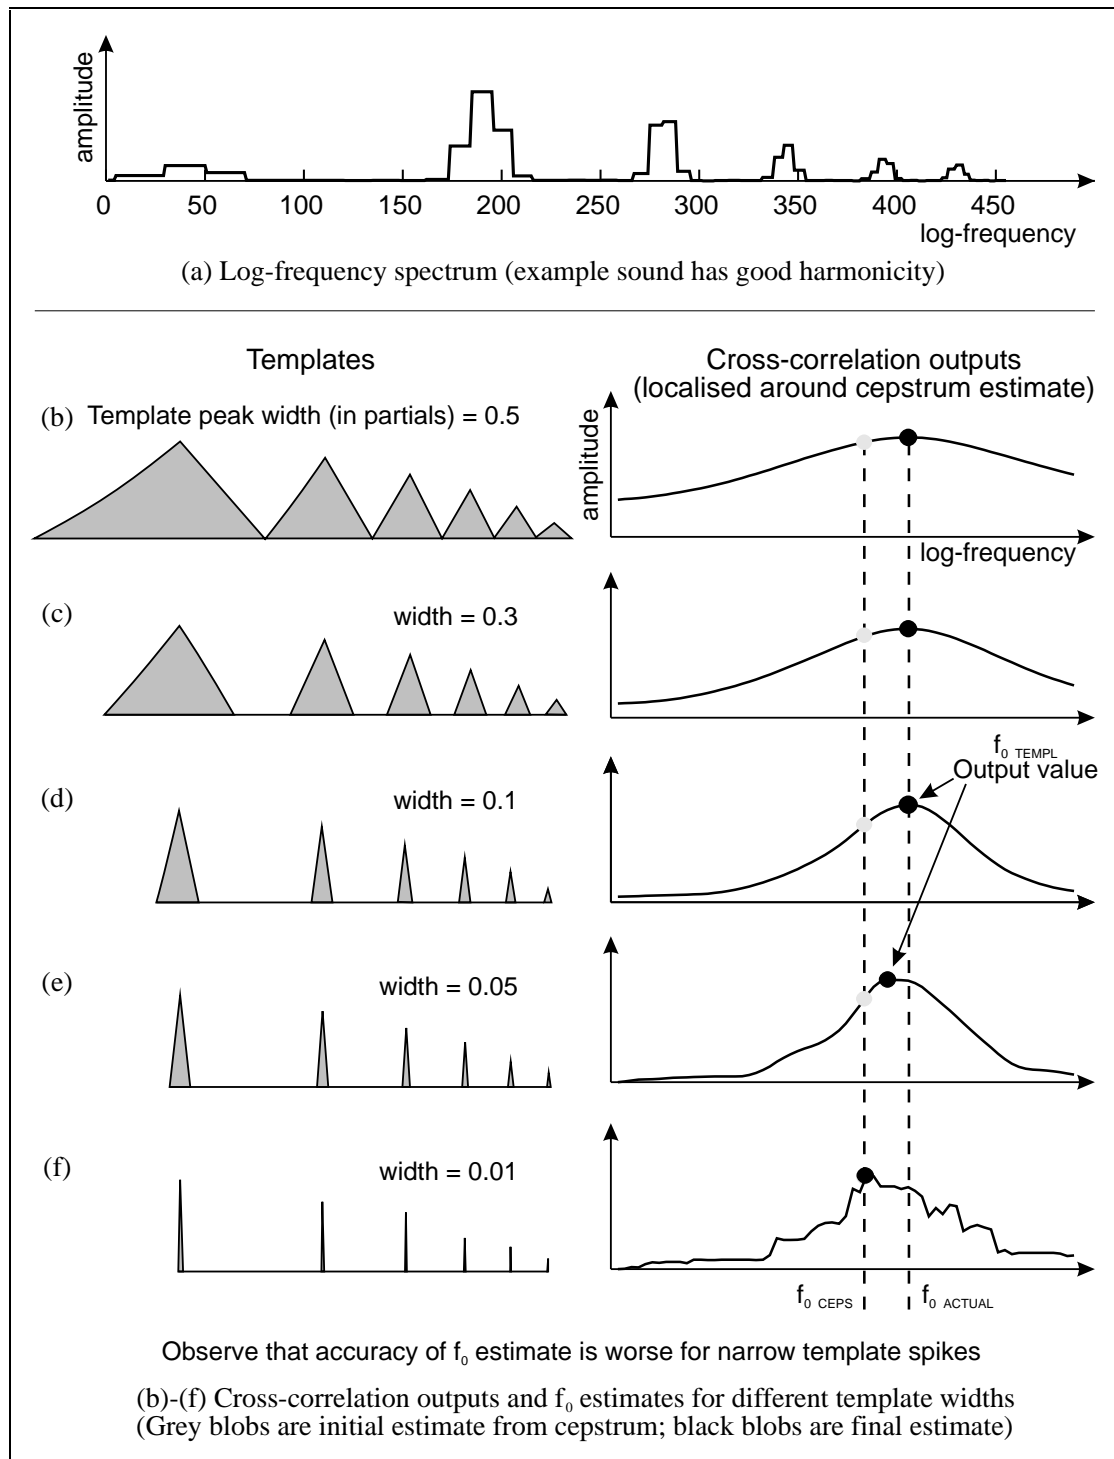 amplitude
0 50 100 150 200 250 300 350 400 450
log-frequency
(a) Log-frequency spectrum (example sound has good harmonicity)
Templates
Cross-correlation outputs
(localised around cepstrum estimate)
(b) Template peak width (in partials) = 0.5
amplitude
log-frequency
(c) width = 0.3
f₀ TEMPL
Output value
(d) width = 0.1
(e) width = 0.05
(f) width = 0.01
f₀ CEPS f₀ ACTUAL
Observe that accuracy of f₀ estimate is worse for narrow template spikes
(b)-(f) Cross-correlation outputs and f₀ estimates for different template widths
(Grey blobs are initial estimate from cepstrum; black blobs are final estimate)